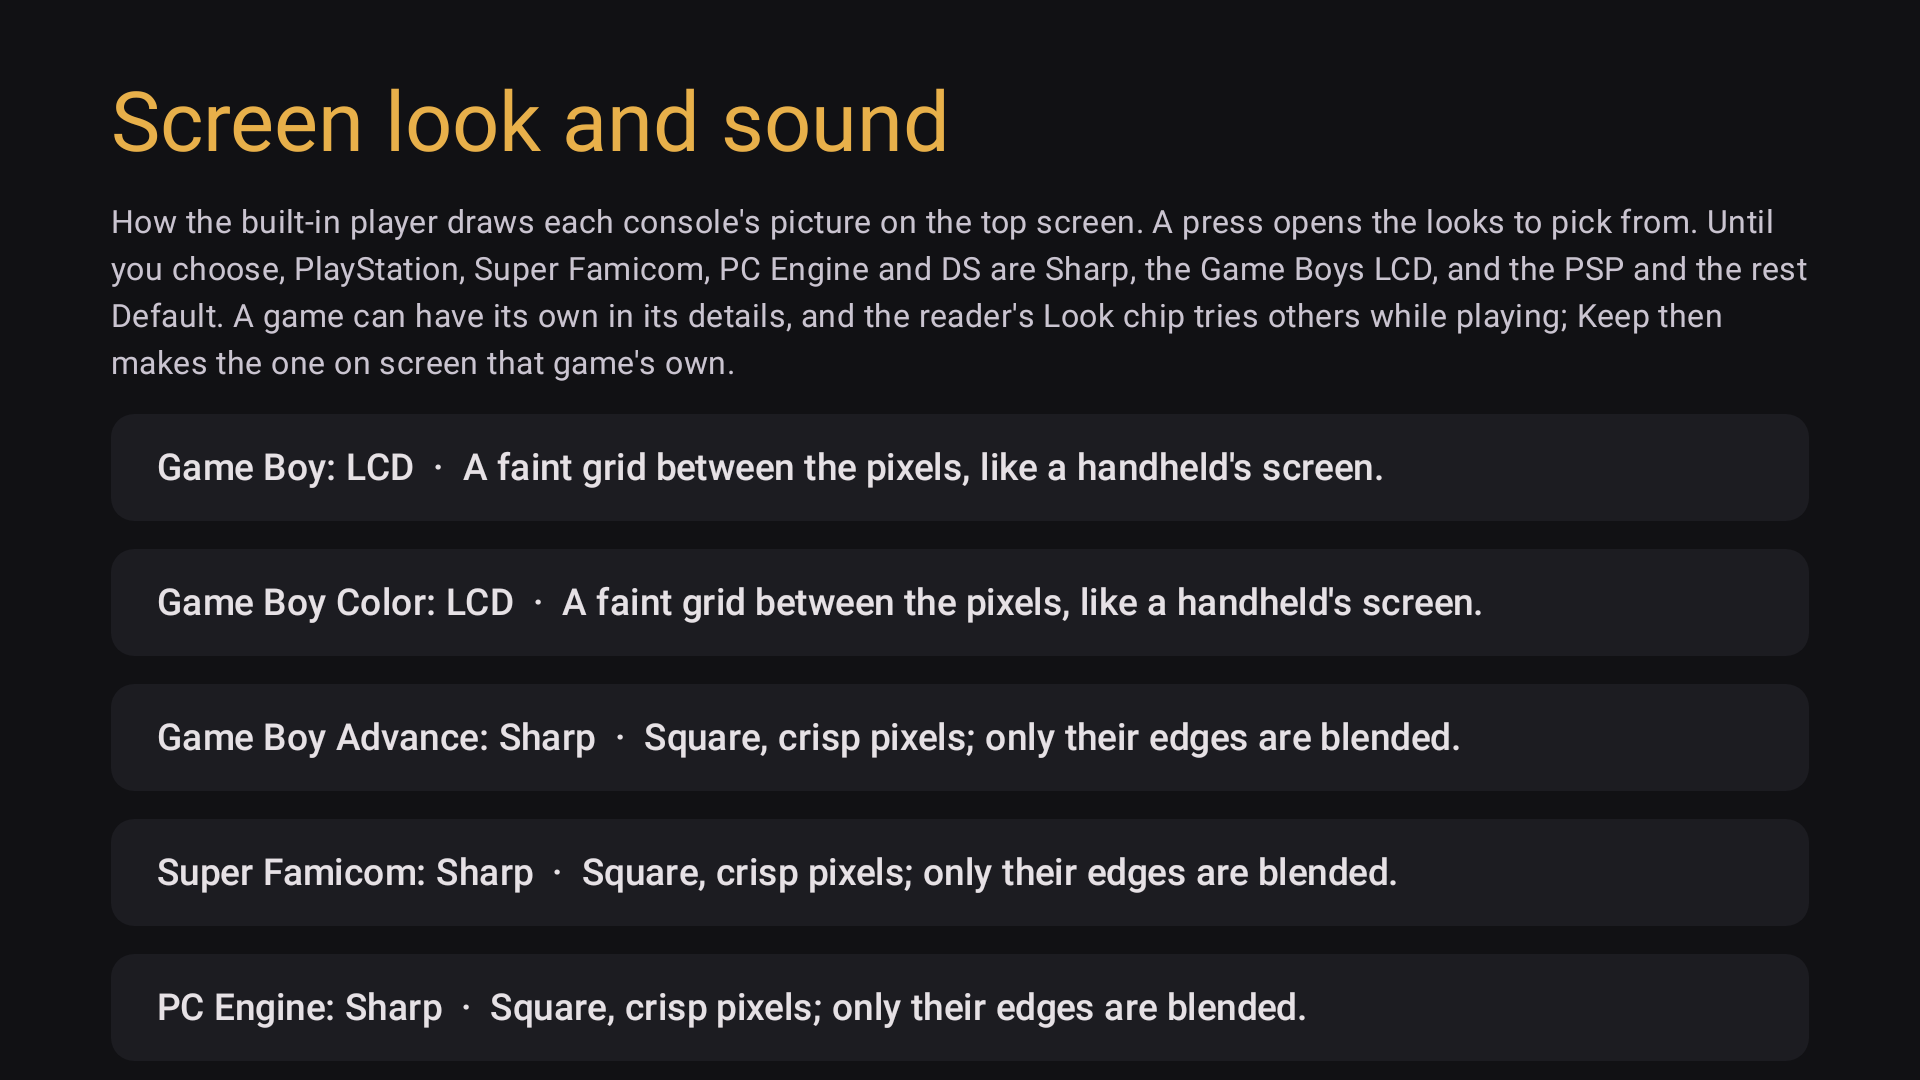 Screen look and sound
How the built-in player draws each console's picture on the top screen. A press opens the looks to pick from. Until
you choose, PlayStation, Super Famicom, PC Engine and DS are Sharp, the Game Boys LCD, and the PSP and the rest
Default. A game can have its own in its details, and the reader's Look chip tries others while playing; Keep then
makes the one on screen that game's own.
Game Boy: LCD · A faint grid between the pixels, like a handheld's screen.
Game Boy Color: LCD · A faint grid between the pixels, like a handheld's screen.
Game Boy Advance: Sharp · Square, crisp pixels; only their edges are blended.
Super Famicom: Sharp · Square, crisp pixels; only their edges are blended.
PC Engine: Sharp · Square, crisp pixels; only their edges are blended.